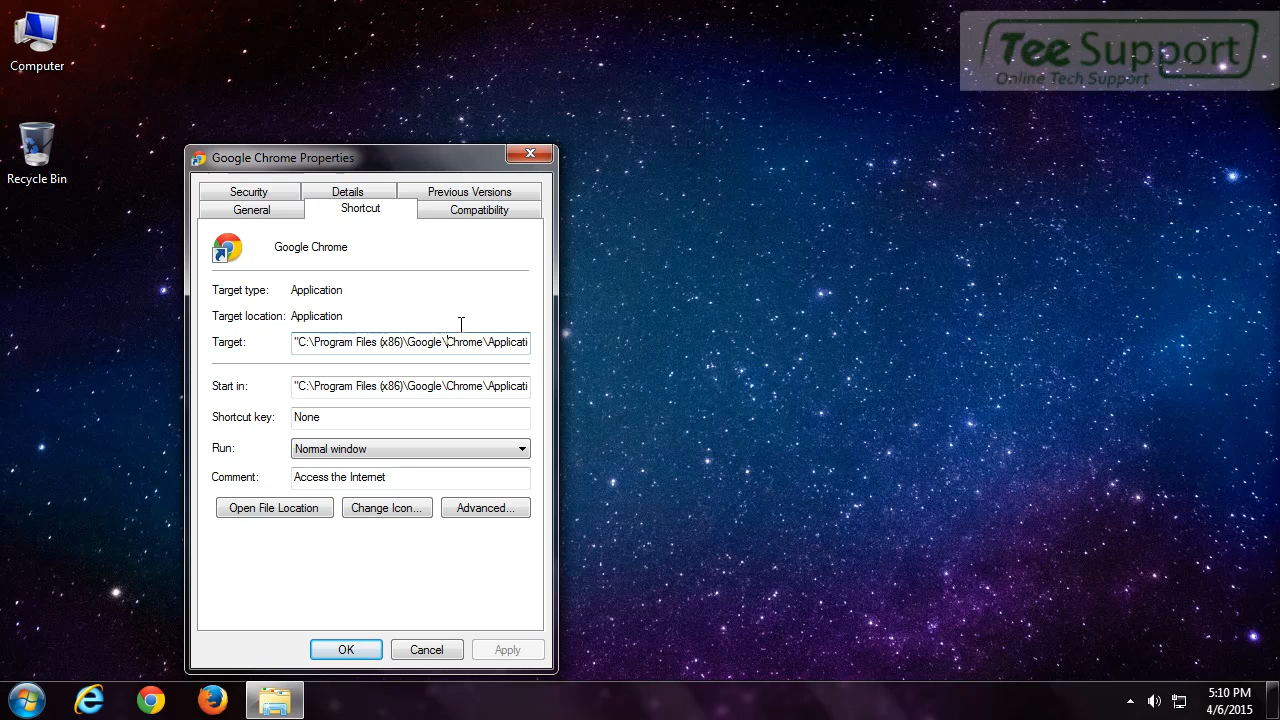 Computer
Tee Support
Online Tech Support
Recycle Bin
Google Chrome Properties
Security
Details
Previous Versions
General
Shortcut
Compatibility
Google Chrome
Target type: Application
Target location: Application
Target: "C:\Program Files (x86)\Google\Chrome\Applicati
Start in: "C:\Program Files (x86)\Google\Chrome\Applicati
Shortcut key: None
Run: Normal window
Comment: Access the Internet
Open File Location
Change Icon...
Advanced...
OK
Cancel
Apply
5:10 PM
4/6/2015